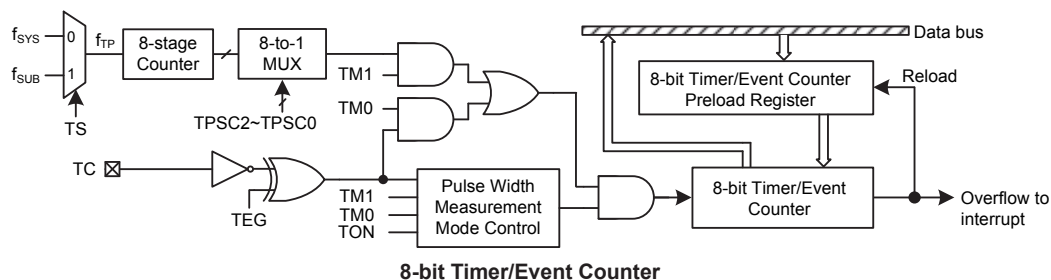 fSYS
0
fSUB
1
TS
fTP
8-stage
Counter
8-to-1
MUX
TPSC2~TPSC0
TM1
TM0
TC
TEG
TM1
TM0
TON
Pulse Width
Measurement
Mode Control
Data bus
8-bit Timer/Event Counter
Preload Register
Reload
8-bit Timer/Event
Counter
Overflow to
interrupt
8-bit Timer/Event Counter